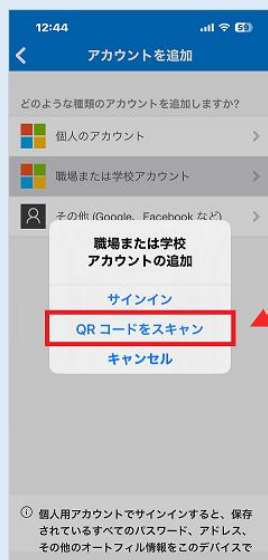 12:44
59
アカウントを追加
どのような種類のアカウントを追加しますか?
個人のアカウント
職場または学校アカウント
その他 (Google、Facebook など)
職場または学校
アカウントの追加
サインイン
QR コードをスキャン
キャンセル
個人用アカウントでサインインすると、保存
されているすべてのパスワード、アドレス、
その他のオートフィル情報をこのデバイスで